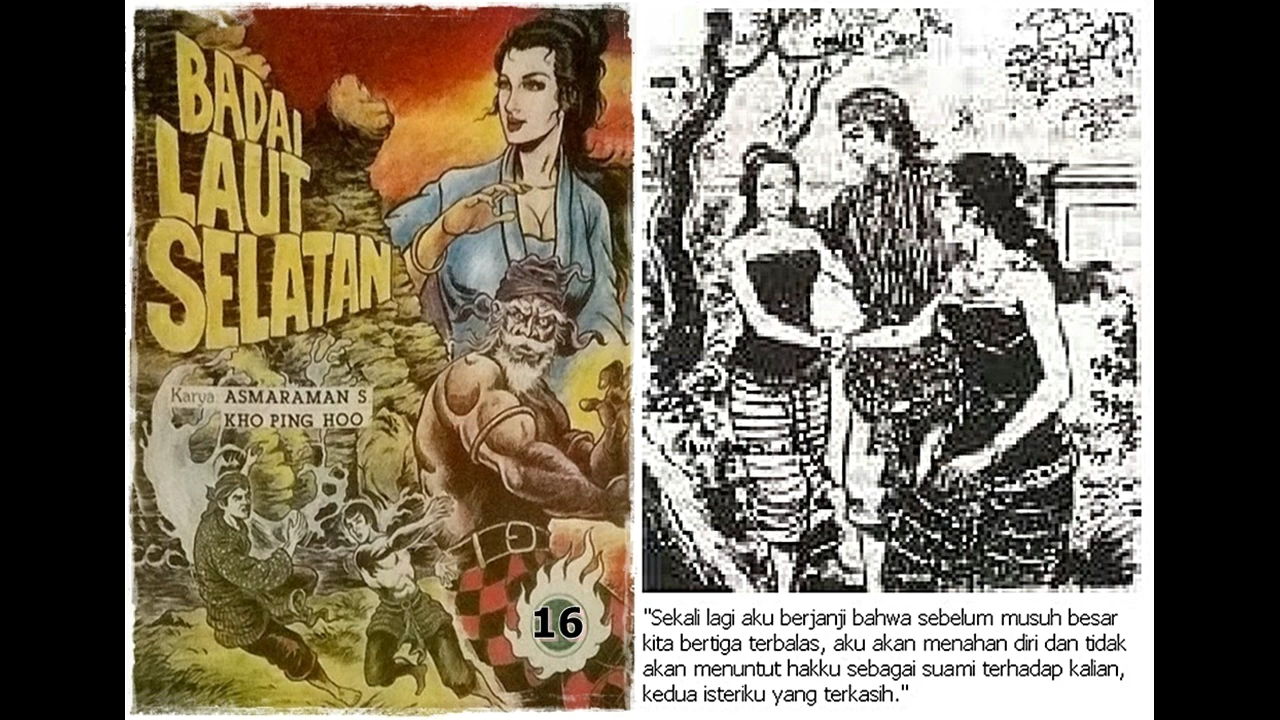 BADAI
LAUT
SELATAN
Karya: ASMARAMAN S
KHO PING HOO
16
"Sekali lagi aku berjanji bahwa sebelum musuh besar
kita bertiga terbalas, aku akan menahan diri dan tidak
akan menuntut hakku sebagai suami terhadap kalian,
kedua isteriku yang terkasih."